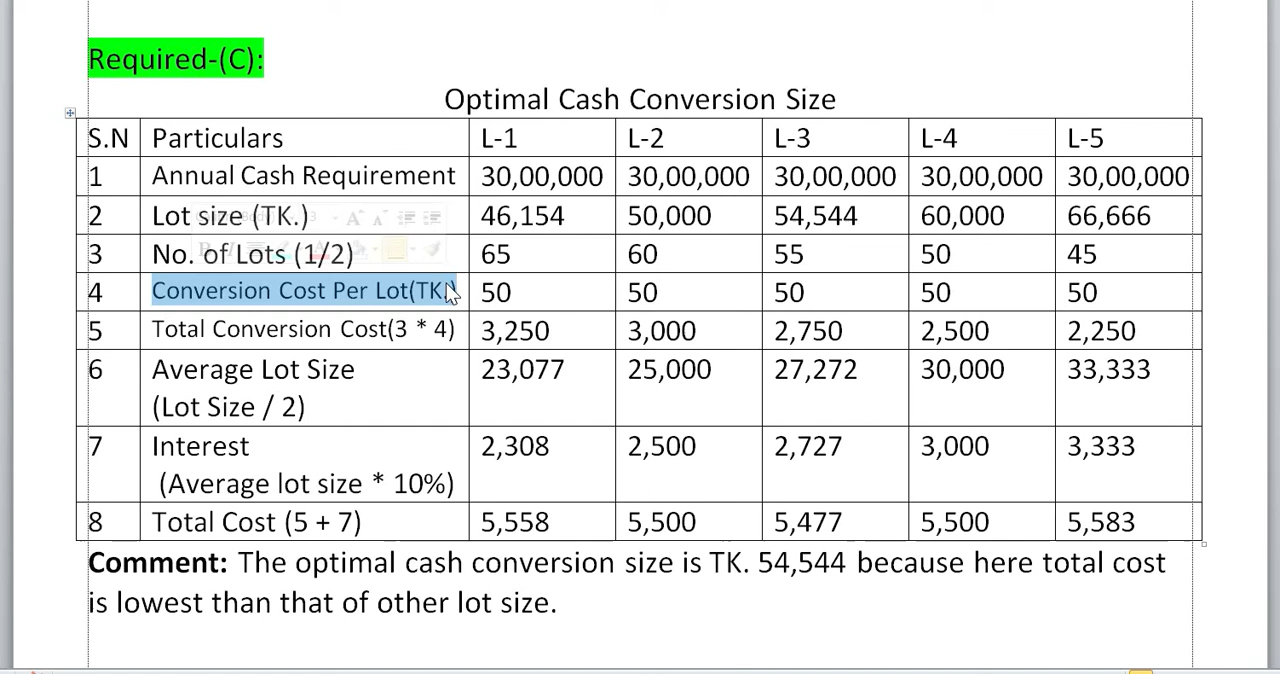 Required-(C):
Optimal Cash Conversion Size
S.N Particulars L-1 L-2 L-3 L-4 L-5
1 Annual Cash Requirement 30,00,000 30,00,000 30,00,000 30,00,000 30,00,000
2 Lot size (TK.) 46,154 50,000 54,544 60,000 66,666
3 No. of Lots (1/2) 65 60 55 50 45
4 Conversion Cost Per Lot(TK.) 50 50 50 50 50
5 Total Conversion Cost(3 * 4) 3,250 3,000 2,750 2,500 2,250
6 Average Lot Size 23,077 25,000 27,272 30,000 33,333
(Lot Size / 2)
7 Interest 2,308 2,500 2,727 3,000 3,333
(Average lot size * 10%)
8 Total Cost (5 + 7) 5,558 5,500 5,477 5,500 5,583
Comment: The optimal cash conversion size is TK. 54,544 because here total cost
is lowest than that of other lot size.